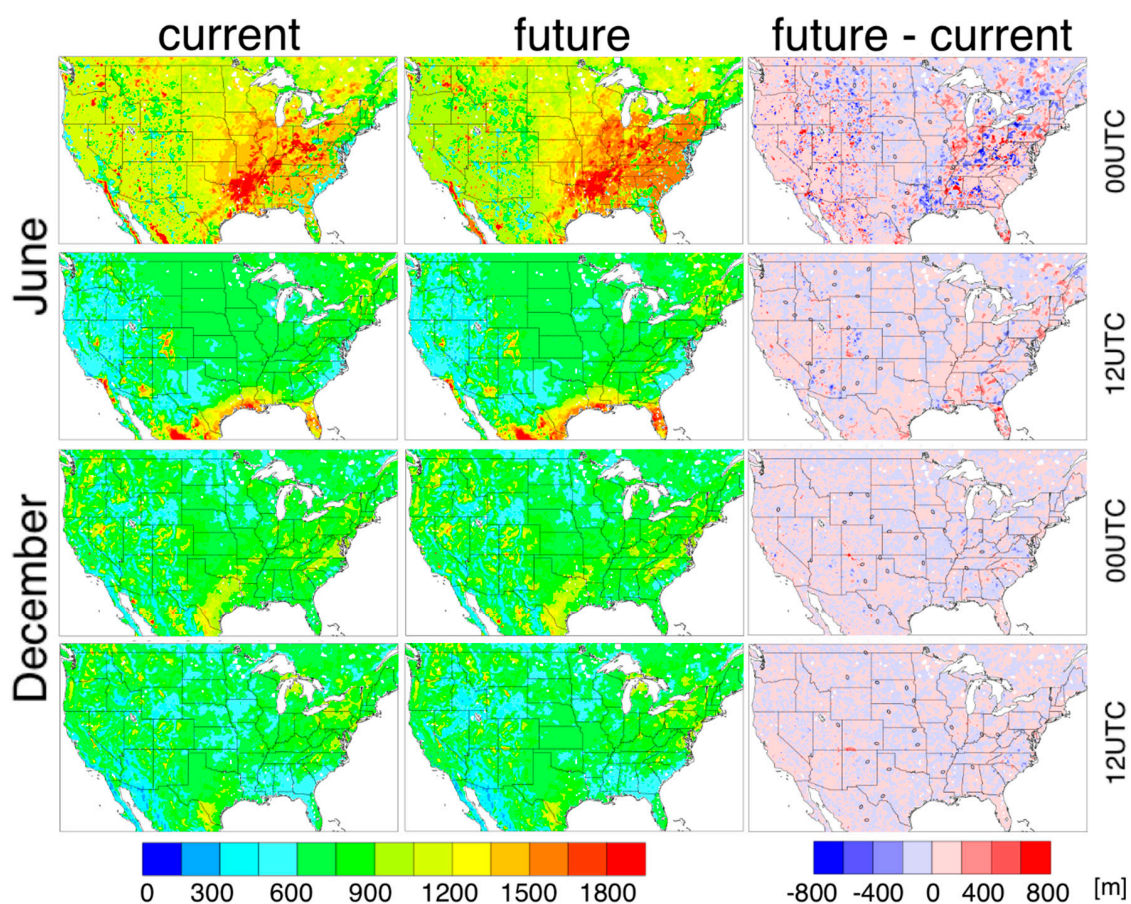 current future future - current
June
00UTC
12UTC
December
00UTC
12UTC
0 300 600 900 1200 1500 1800
-800 -400 0 400 800 [m]